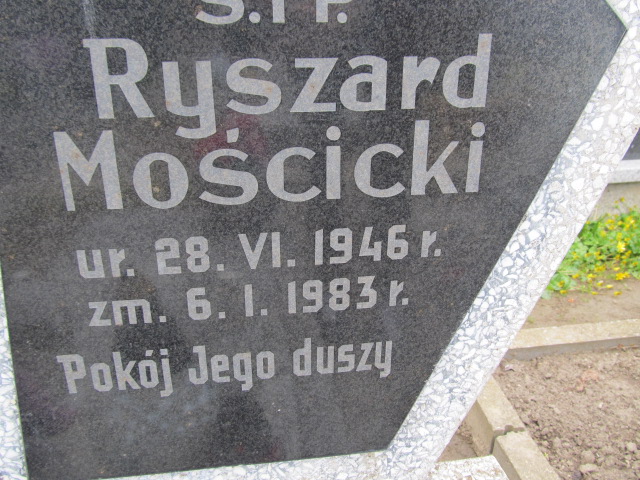 Ś.†P.
Ryszard
Mościcki
ur. 28. VI. 1946 r.
zm. 6. I. 1983 r.
Pokój Jego duszy